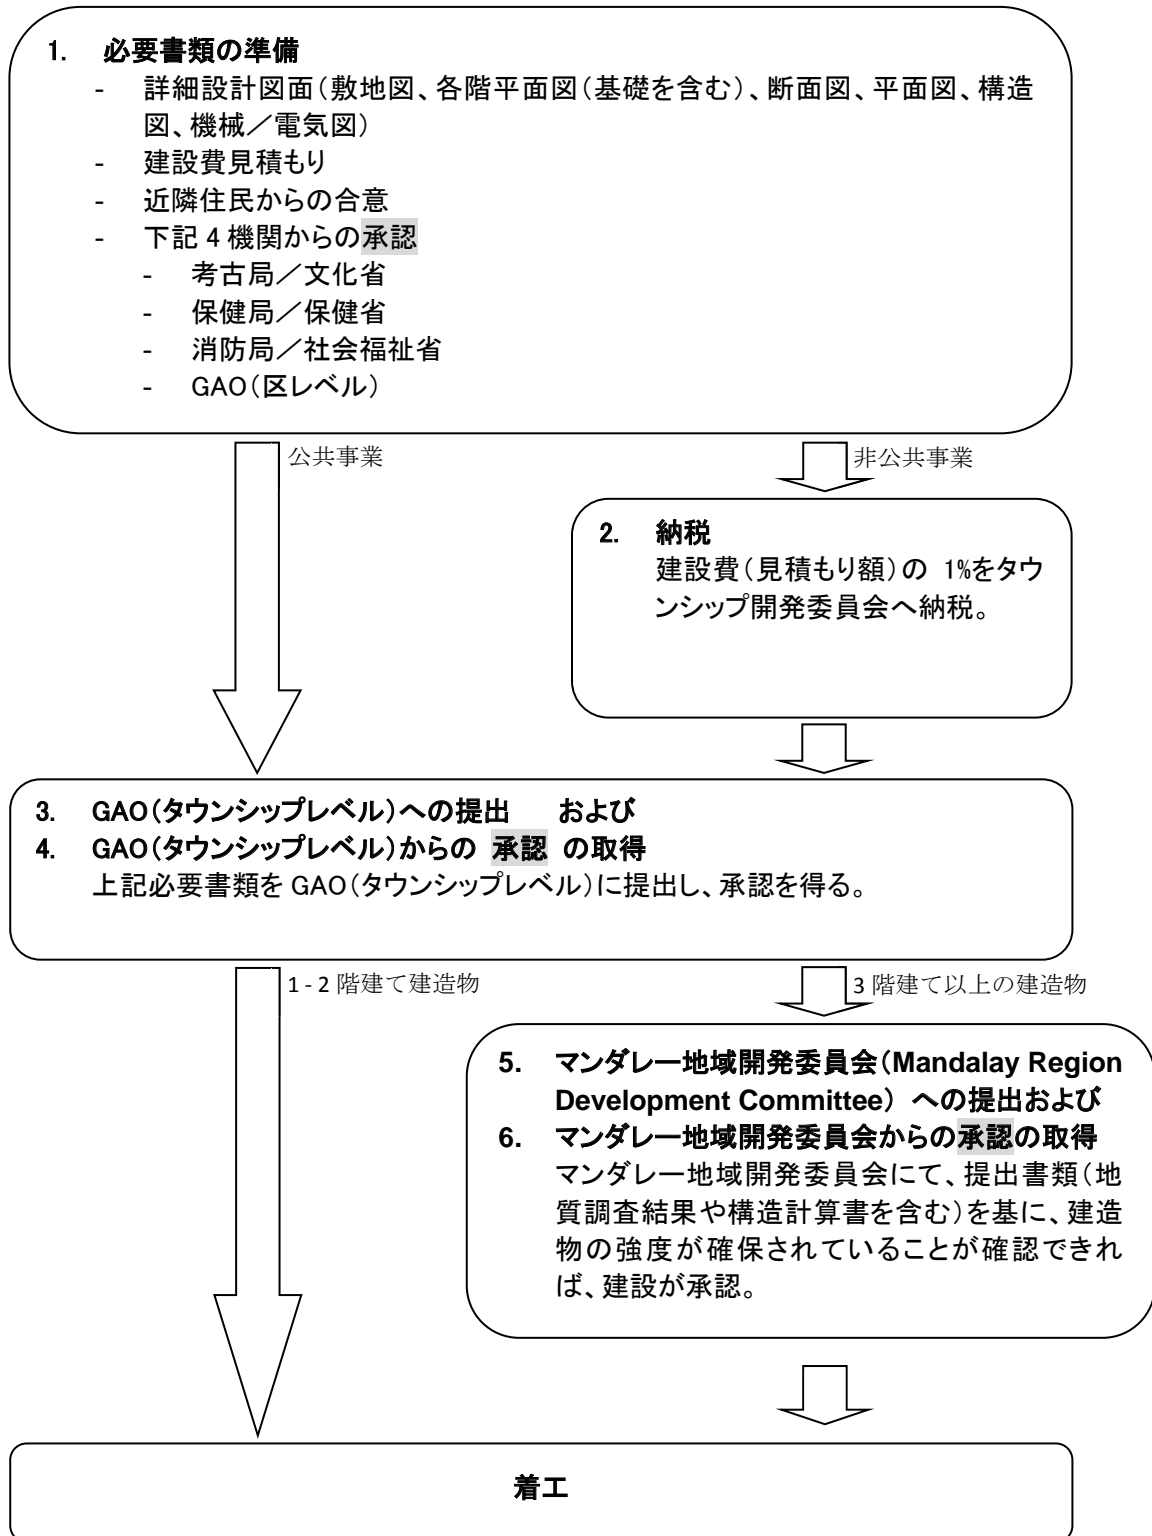 1. 必要書類の準備
- 詳細設計図面（敷地図、各階平面図（基礎を含む）、断面図、平面図、構造
図、機械／電気図）
- 建設費見積もり
- 近隣住民からの合意
- 下記 4 機関からの承認
- 考古局／文化省
- 保健局／保健省
- 消防局／社会福祉省
- GAO（区レベル）
公共事業
非公共事業
2. 納税
建設費（見積もり額）の 1%をタウ
ンシップ開発委員会へ納税。
3. GAO（タウンシップレベル）への提出 および
4. GAO（タウンシップレベル）からの 承認 の取得
上記必要書類を GAO（タウンシップレベル）に提出し、承認を得る。
1 - 2 階建て建造物
3 階建て以上の建造物
5. マンダレー地域開発委員会（Mandalay Region
Development Committee） への提出および
6. マンダレー地域開発委員会からの承認の取得
マンダレー地域開発委員会にて、提出書類（地
質調査結果や構造計算書を含む）を基に、建造
物の強度が確保されていることが確認できれ
ば、建設が承認。
着工